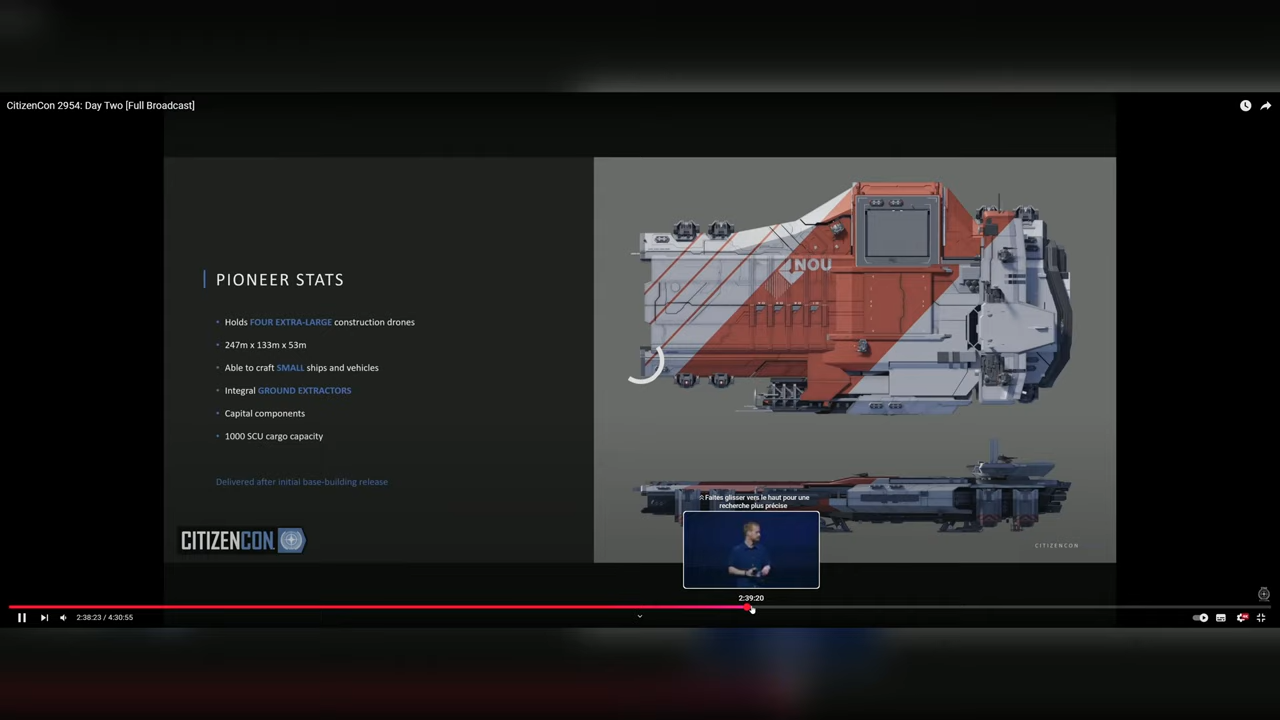 CitizenCon 2954: Day Two [Full Broadcast]
PIONEER STATS
• Holds FOUR EXTRA-LARGE construction drones
• 247m x 133m x 53m
• Able to craft SMALL ships and vehicles
• Integral GROUND EXTRACTORS
• Capital components
• 1000 SCU cargo capacity
Delivered after initial base-building release
NOU
CITIZENCON
CITIZENCON
Faites glisser vers le haut pour une
recherche plus précise
2:39:20
2:38:23 / 4:30:55